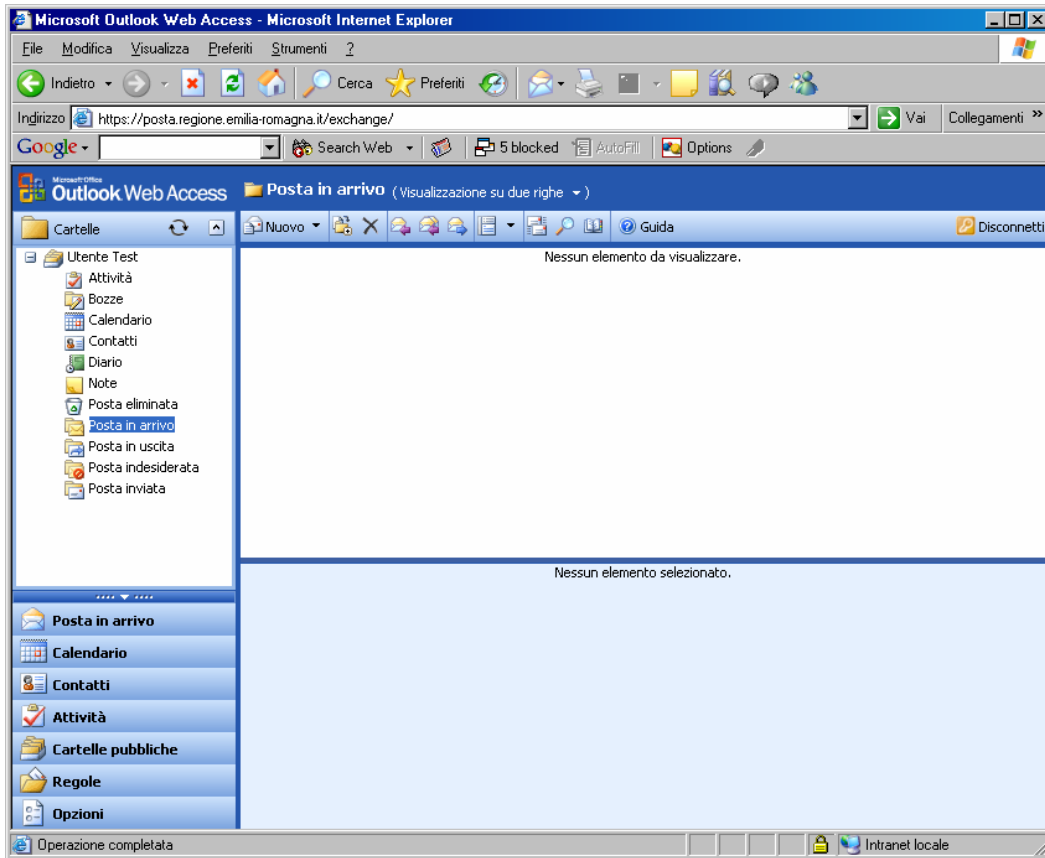 Microsoft Outlook Web Access - Microsoft Internet Explorer
File Modifica Visualizza Preferiti Strumenti ?
Indietro Cerca Preferiti
Indirizzo https://posta.regione.emilia-romagna.it/exchange/ Vai Collegamenti »
Google Search Web 5 blocked AutoFill Options
Microsoft Office
Outlook Web Access Posta in arrivo (Visualizzazione su due righe )
Cartelle Nuovo Guida Disconnetti
Utente Test Nessun elemento da visualizzare.
Attività
Bozze
Calendario
Contatti
Diario
Note
Posta eliminata
Posta in arrivo
Posta in uscita
Posta indesiderata
Posta inviata
Nessun elemento selezionato.
Posta in arrivo
Calendario
Contatti
Attività
Cartelle pubbliche
Regole
Opzioni
Operazione completata Intranet locale